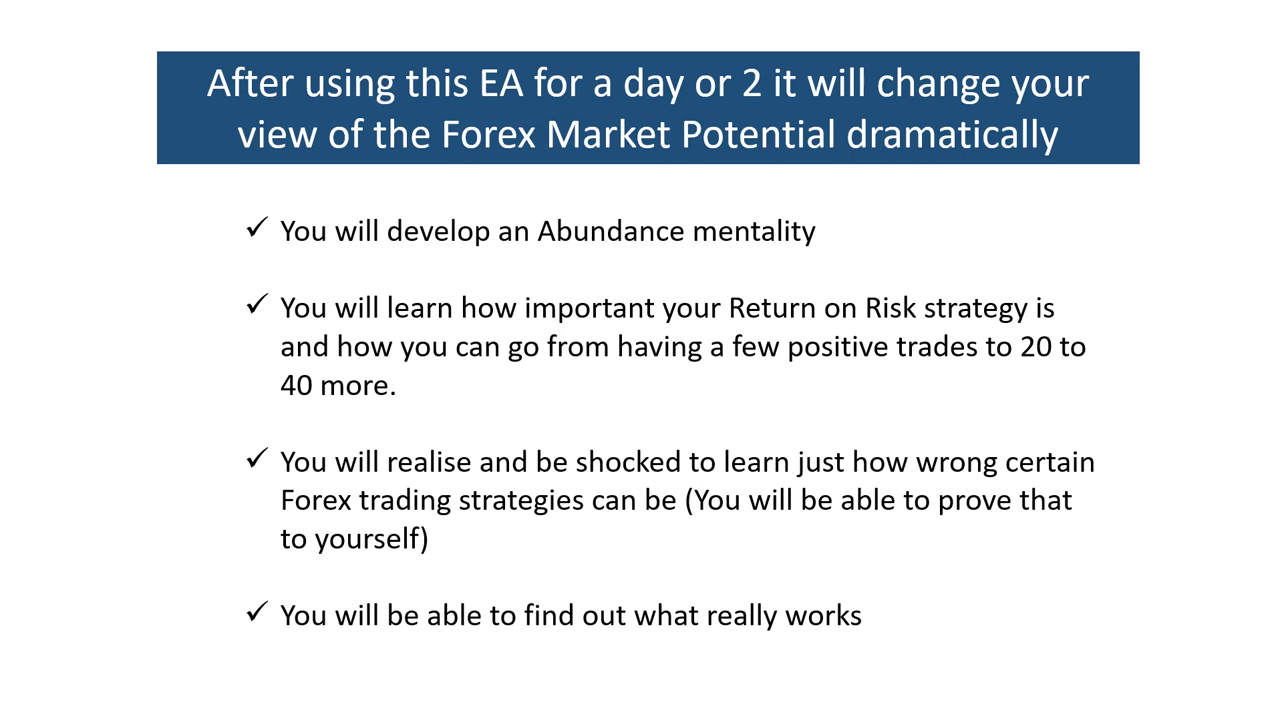 After using this EA for a day or 2 it will change your
view of the Forex Market Potential dramatically
✓ You will develop an Abundance mentality
✓ You will learn how important your Return on Risk strategy is
and how you can go from having a few positive trades to 20 to
40 more.
✓ You will realise and be shocked to learn just how wrong certain
Forex trading strategies can be (You will be able to prove that
to yourself)
✓ You will be able to find out what really works